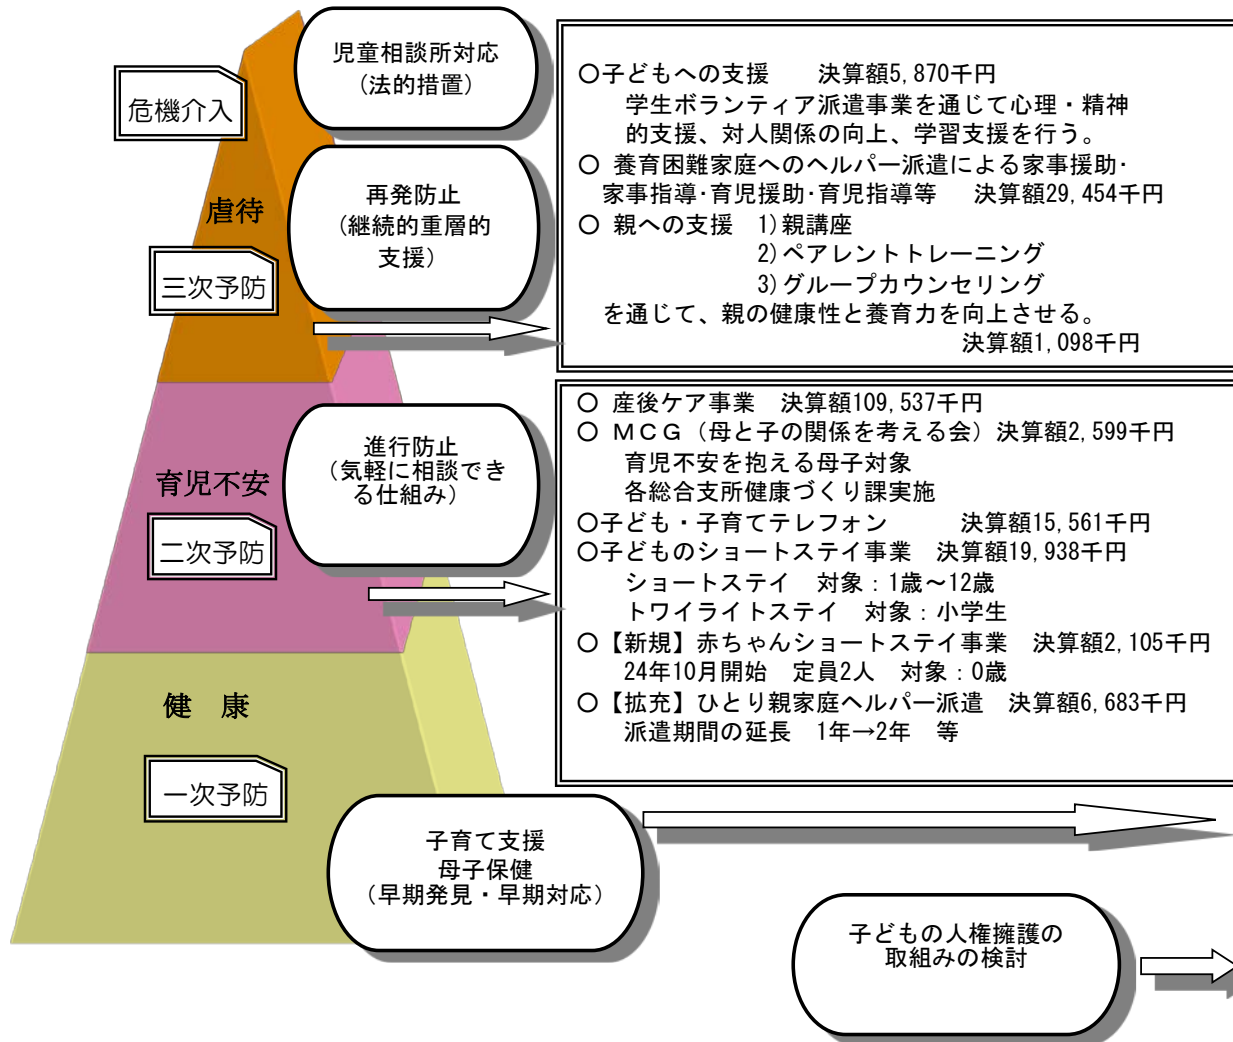 児童相談所対応
(法的措置)
危機介入
再発防止
(継続的重層的
支援)
虐待
三次予防
○子どもへの支援　　決算額5,870千円
学生ボランティア派遣事業を通じて心理・精神
的支援、対人関係の向上、学習支援を行う。
○ 養育困難家庭へのヘルパー派遣による家事援助･
家事指導･育児援助･育児指導等　決算額29,454千円
○ 親への支援　1)親講座
2)ペアレントトレーニング
3)グループカウンセリング
を通じて、親の健康性と養育力を向上させる。
決算額1,098千円
進行防止
(気軽に相談でき
る仕組み)
育児不安
二次予防
○ 産後ケア事業　決算額109,537千円
○ ＭＣＧ（母と子の関係を考える会）決算額2,599千円
育児不安を抱える母子対象
各総合支所健康づくり課実施
○子ども・子育てテレフォン　　　決算額15,561千円
○子どものショートステイ事業　決算額19,938千円
ショートステイ　対象：1歳～12歳
トワイライトステイ　対象：小学生
○【新規】赤ちゃんショートステイ事業　決算額2,105千円
24年10月開始　定員2人　対象：0歳
○【拡充】ひとり親家庭ヘルパー派遣　決算額6,683千円
派遣期間の延長　1年→2年　等
健　康
一次予防
子育て支援
母子保健
(早期発見・早期対応)
子どもの人権擁護の
取組みの検討